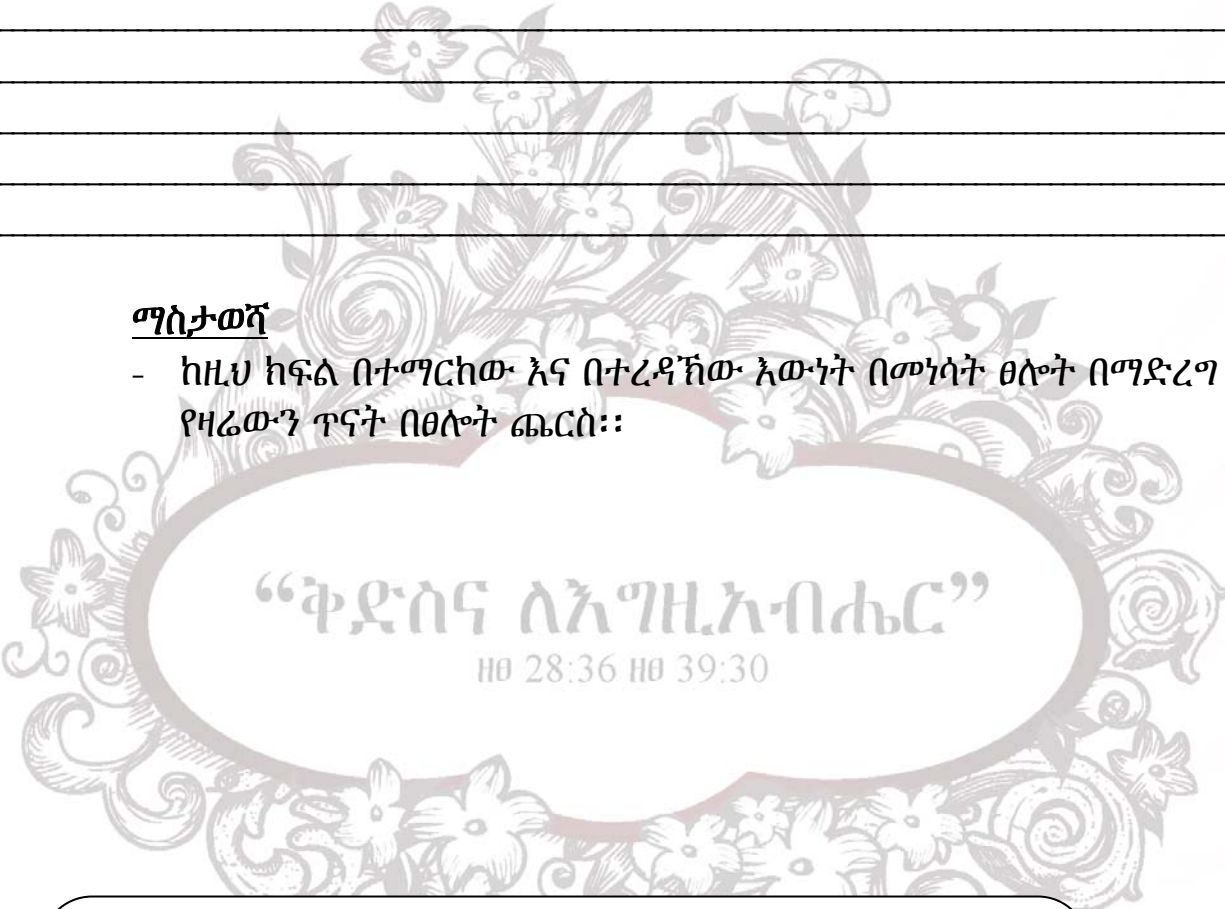 ማስታወሻ
- ከዚህ ክፍል በተማርከው እና በተረዳኸው እውነት በመነሳት ፀሎት በማድረግ
የዛሬውን ጥናት በፀሎት ጨርስ፡፡
“ቅድስና ለእግዚአብሔር”
ዘፀ 28:36 ዘፀ 39:30